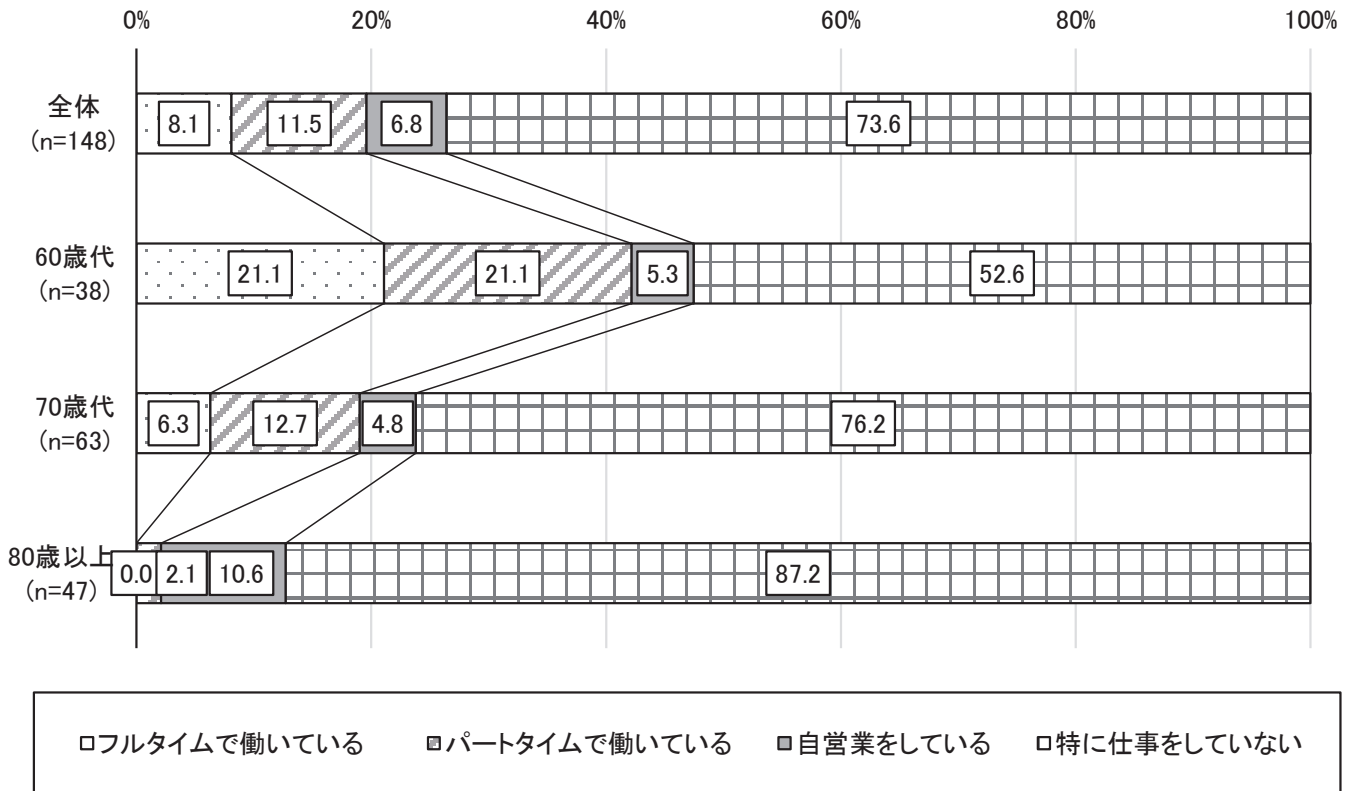 0% 20% 40% 60% 80% 100%
全体
(n=148)
8.1 11.5 6.8 73.6
60歳代
(n=38)
21.1 21.1 5.3 52.6
70歳代
(n=63)
6.3 12.7 4.8 76.2
80歳以上
(n=47)
0.0 2.1 10.6 87.2
フルタイムで働いている パートタイムで働いている 自営業をしている 特に仕事をしていない